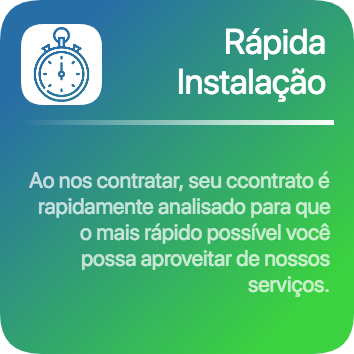 Rápida
Instalação
Ao nos contratar, seu ccontrato é
rapidamente analisado para que
o mais rápido possível você
possa aproveitar de nossos
serviços.